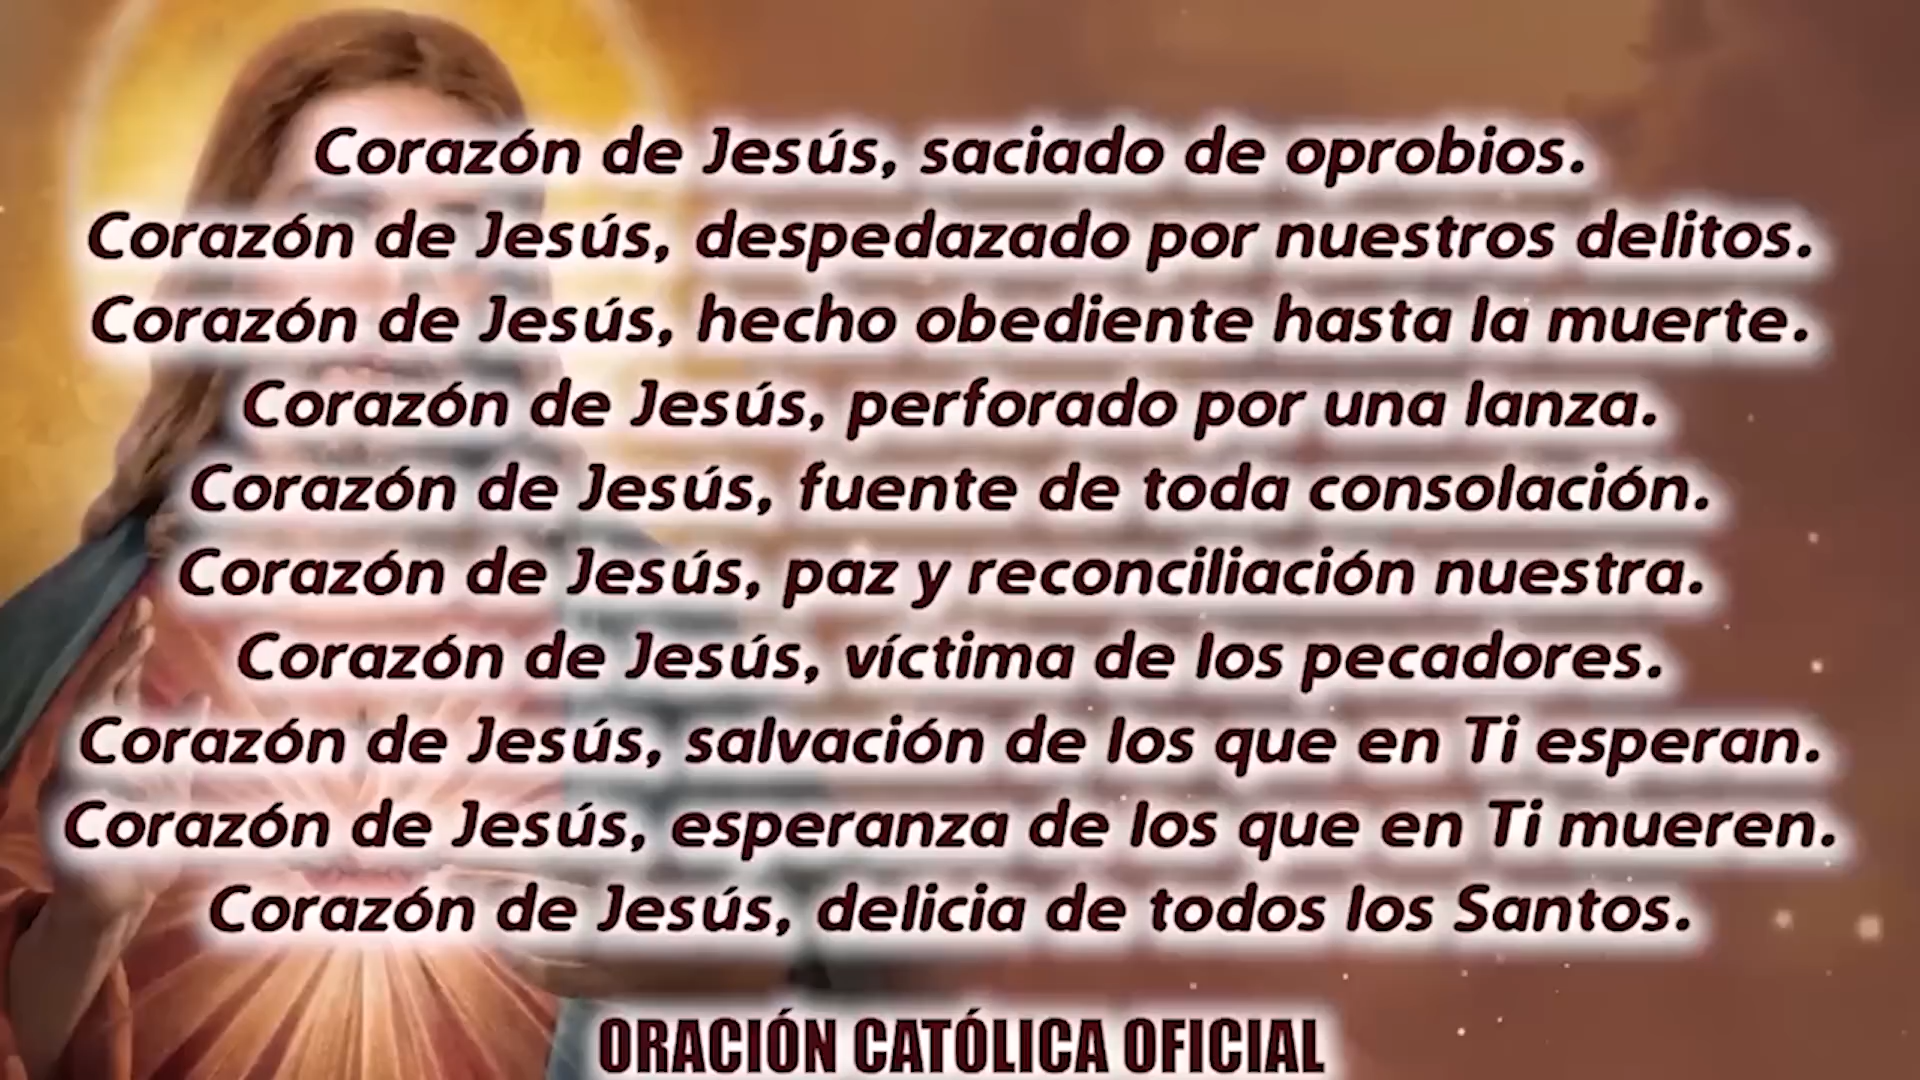 Corazón de Jesús, saciado de oprobios.
Corazón de Jesús, despedazado por nuestros delitos.
Corazón de Jesús, hecho obediente hasta la muerte.
Corazón de Jesús, perforado por una lanza.
Corazón de Jesús, fuente de toda consolación.
Corazón de Jesús, paz y reconciliación nuestra.
Corazón de Jesús, víctima de los pecadores.
Corazón de Jesús, salvación de los que en Ti esperan.
Corazón de Jesús, esperanza de los que en Ti mueren.
Corazón de Jesús, delicia de todos los Santos.
ORACIÓN CATÓLICA OFICIAL